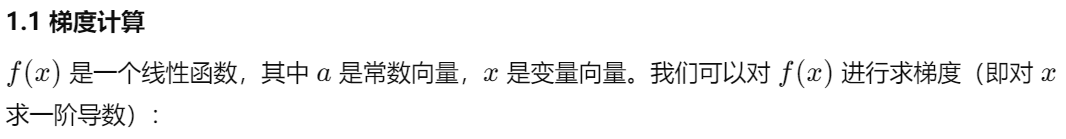 1.1 梯度计算
f(x) 是一个线性函数，其中 a 是常数向量，x 是变量向量。我们可以对 f(x) 进行求梯度（即对 x
求一阶导数）：